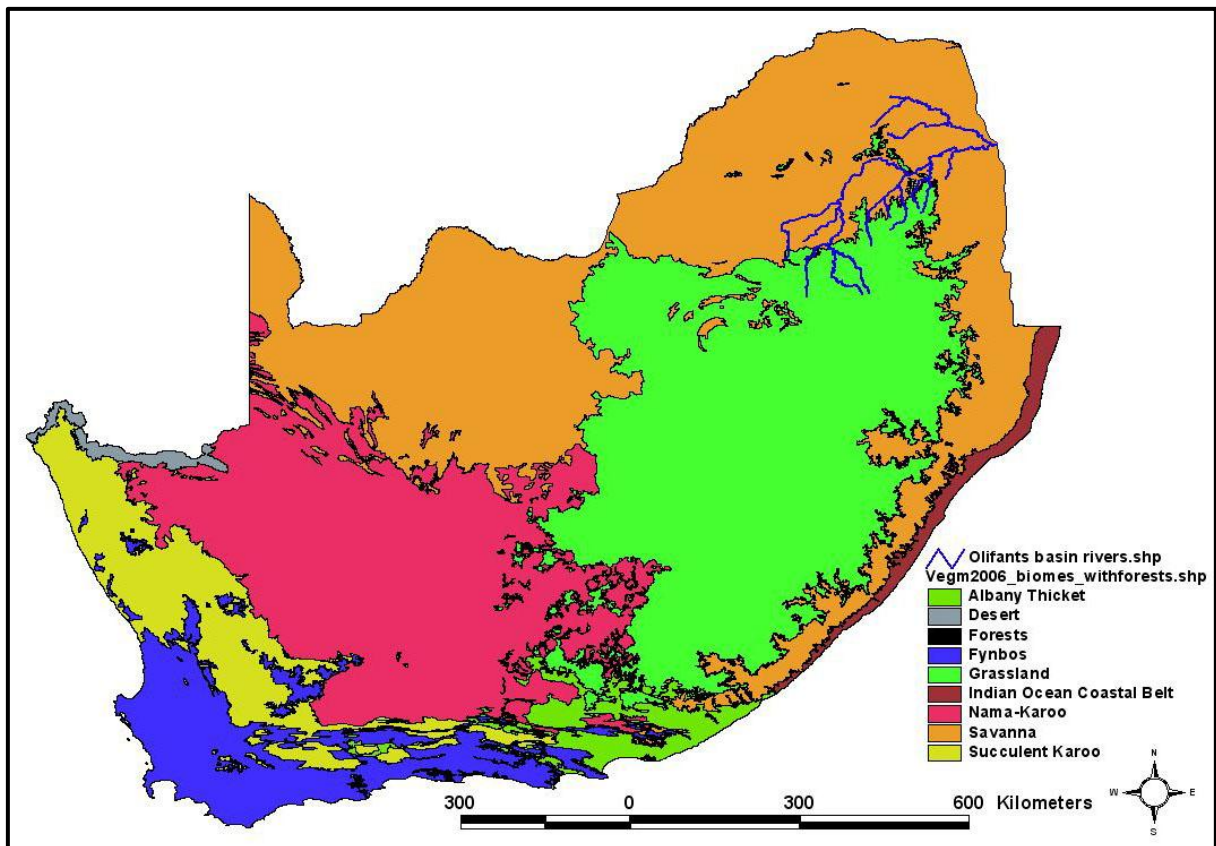 Olifants basin rivers.shp
Vegm2006_biomes_withforests.shp
Albany Thicket
Desert
Forests
Fynbos
Grassland
Indian Ocean Coastal Belt
Nama-Karoo
Savanna
Succulent Karoo
N
W E
S
300 0 300 600 Kilometers